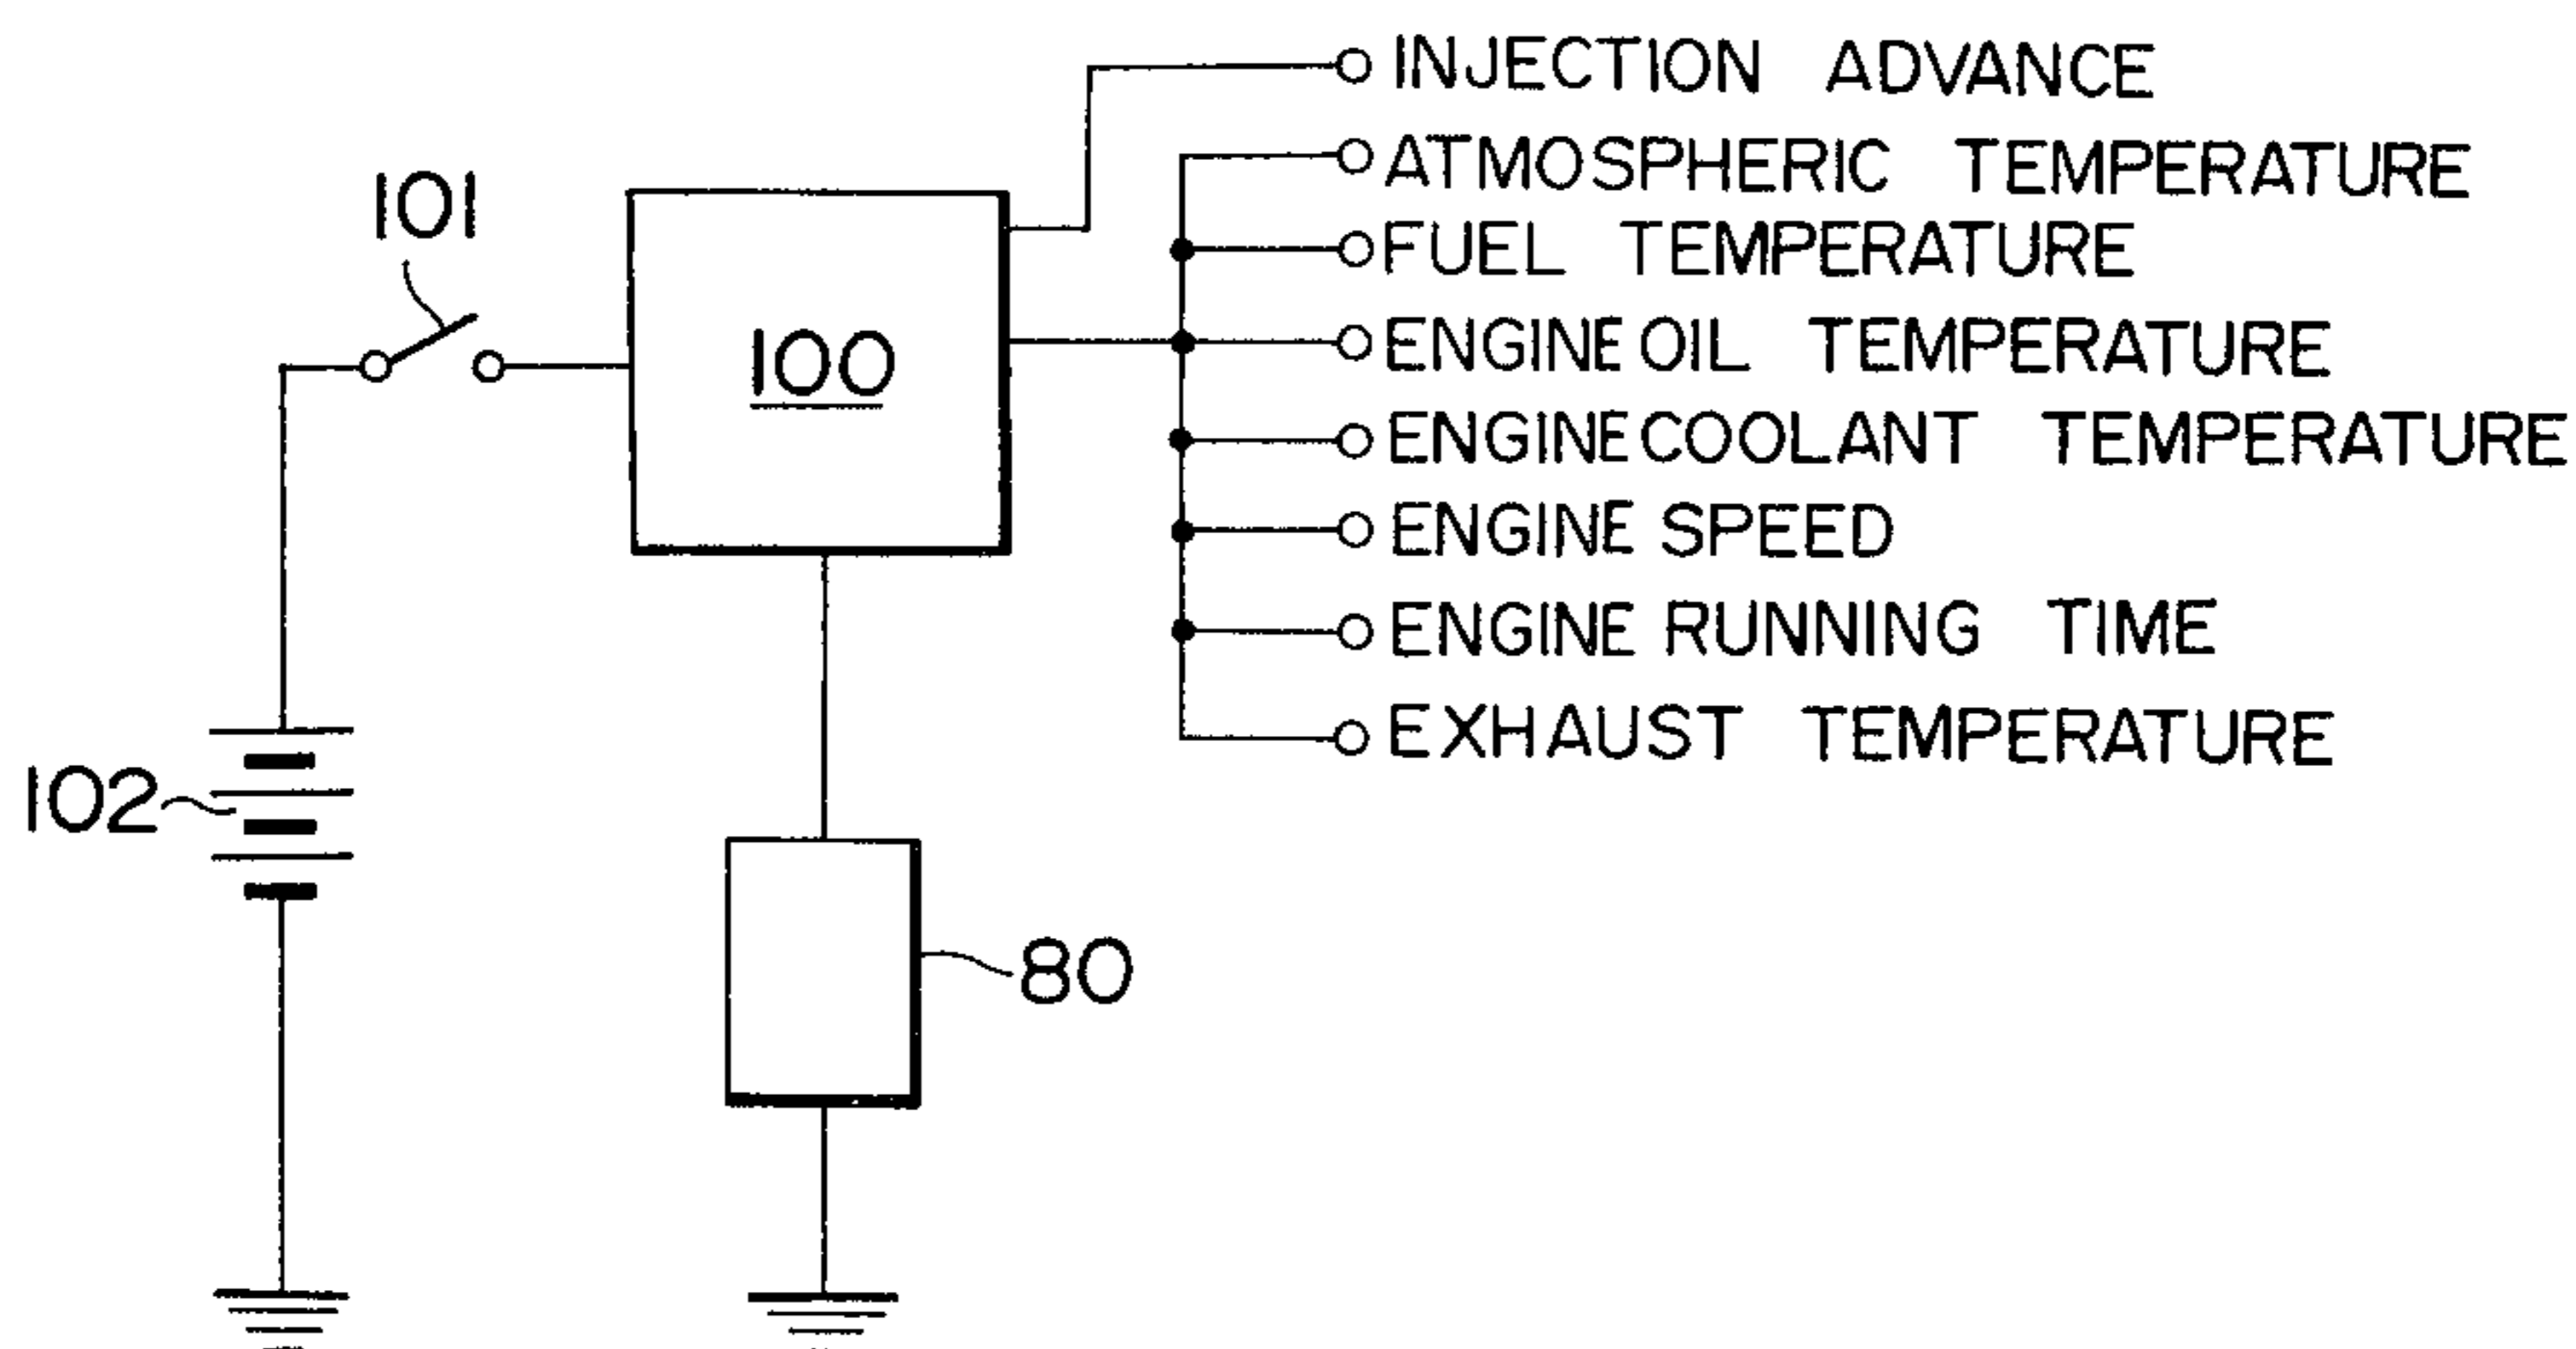 INJECTION ADVANCE
ATMOSPHERIC TEMPERATURE
101
FUEL TEMPERATURE
100
ENGINE OIL TEMPERATURE
ENGINE COOLANT TEMPERATURE
ENGINE SPEED
ENGINE RUNNING TIME
EXHAUST TEMPERATURE
102
80